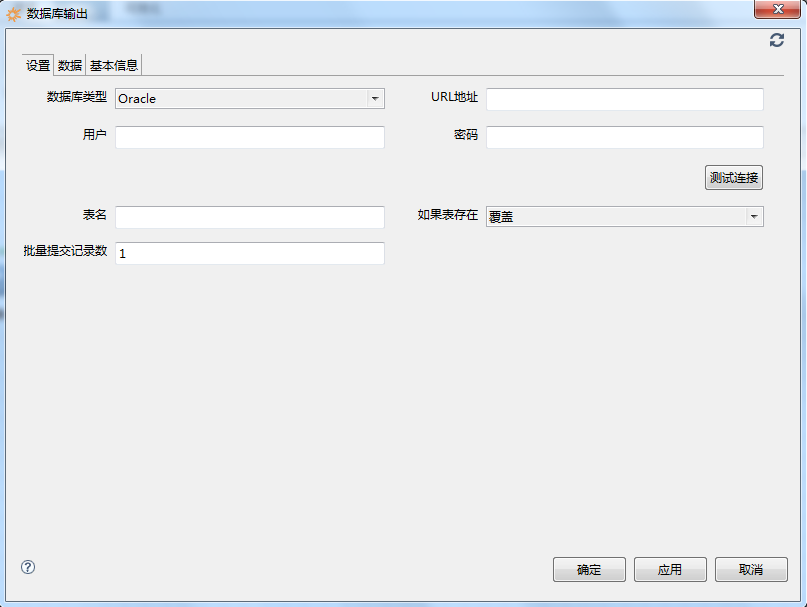 数据库输出
设置 数据 基本信息
数据库类型 Oracle URL地址
用户 密码
测试连接
表名 如果表存在 覆盖
批量提交记录数 1
确定 应用 取消